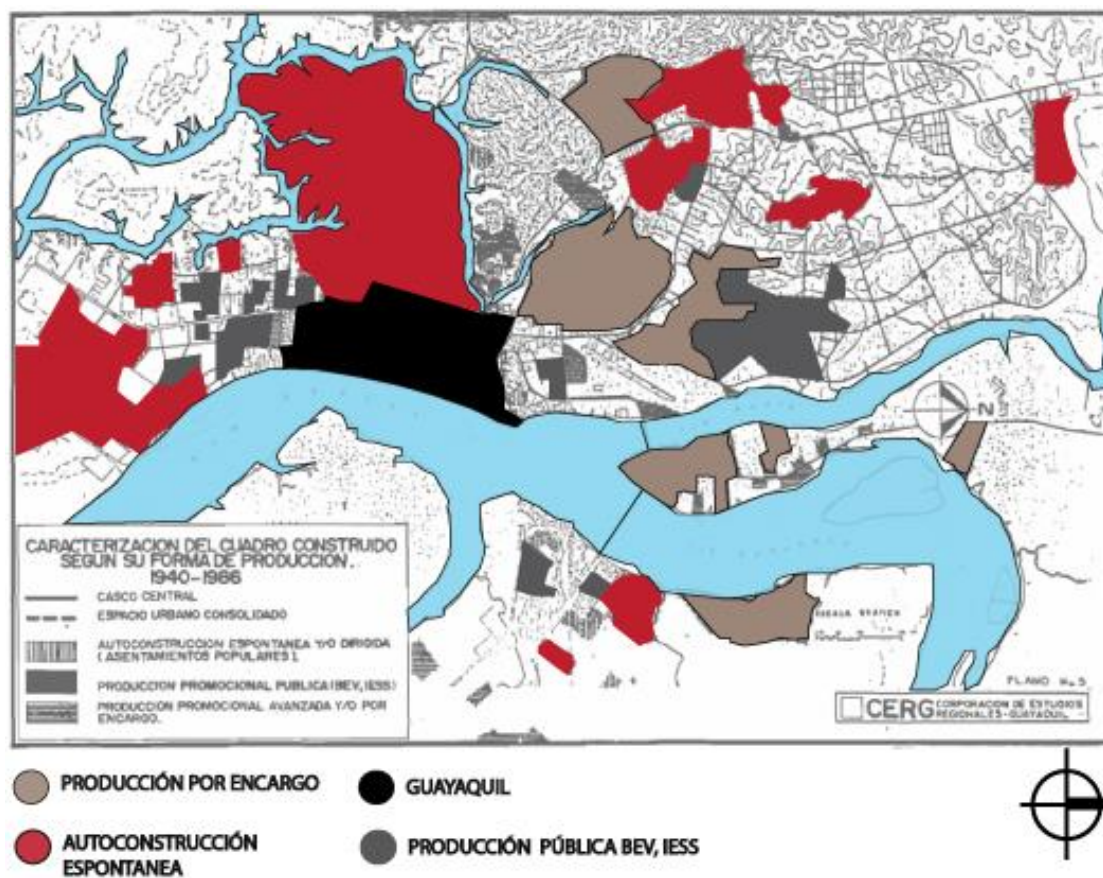 N
CARACTERIZACION DEL CUADRO CONSTRUIDO
SEGUN SU FORMA DE PRODUCCION.
1940-1986
CASCO CENTRAL
ESPACIO URBANO CONSOLIDADO
AUTOCONSTRUCCION ESPONTANEA Y/O DIRIGIDA
(ASENTAMIENTOS POPULARES).
PRODUCCION PROMOCIONAL PUBLICA (BEV, IESS)
PRODUCCION PROMOCIONAL AVANZADA Y/O POR
ENCARGO.
ESCALA GRAFICA
PLANO No 5
CERG CORPORACION DE ESTUDIOS
REGIONALES-GUAYAQUIL
PRODUCCIÓN POR ENCARGO
GUAYAQUIL
AUTOCONSTRUCCIÓN
ESPONTANEA
PRODUCCIÓN PÚBLICA BEV, IESS